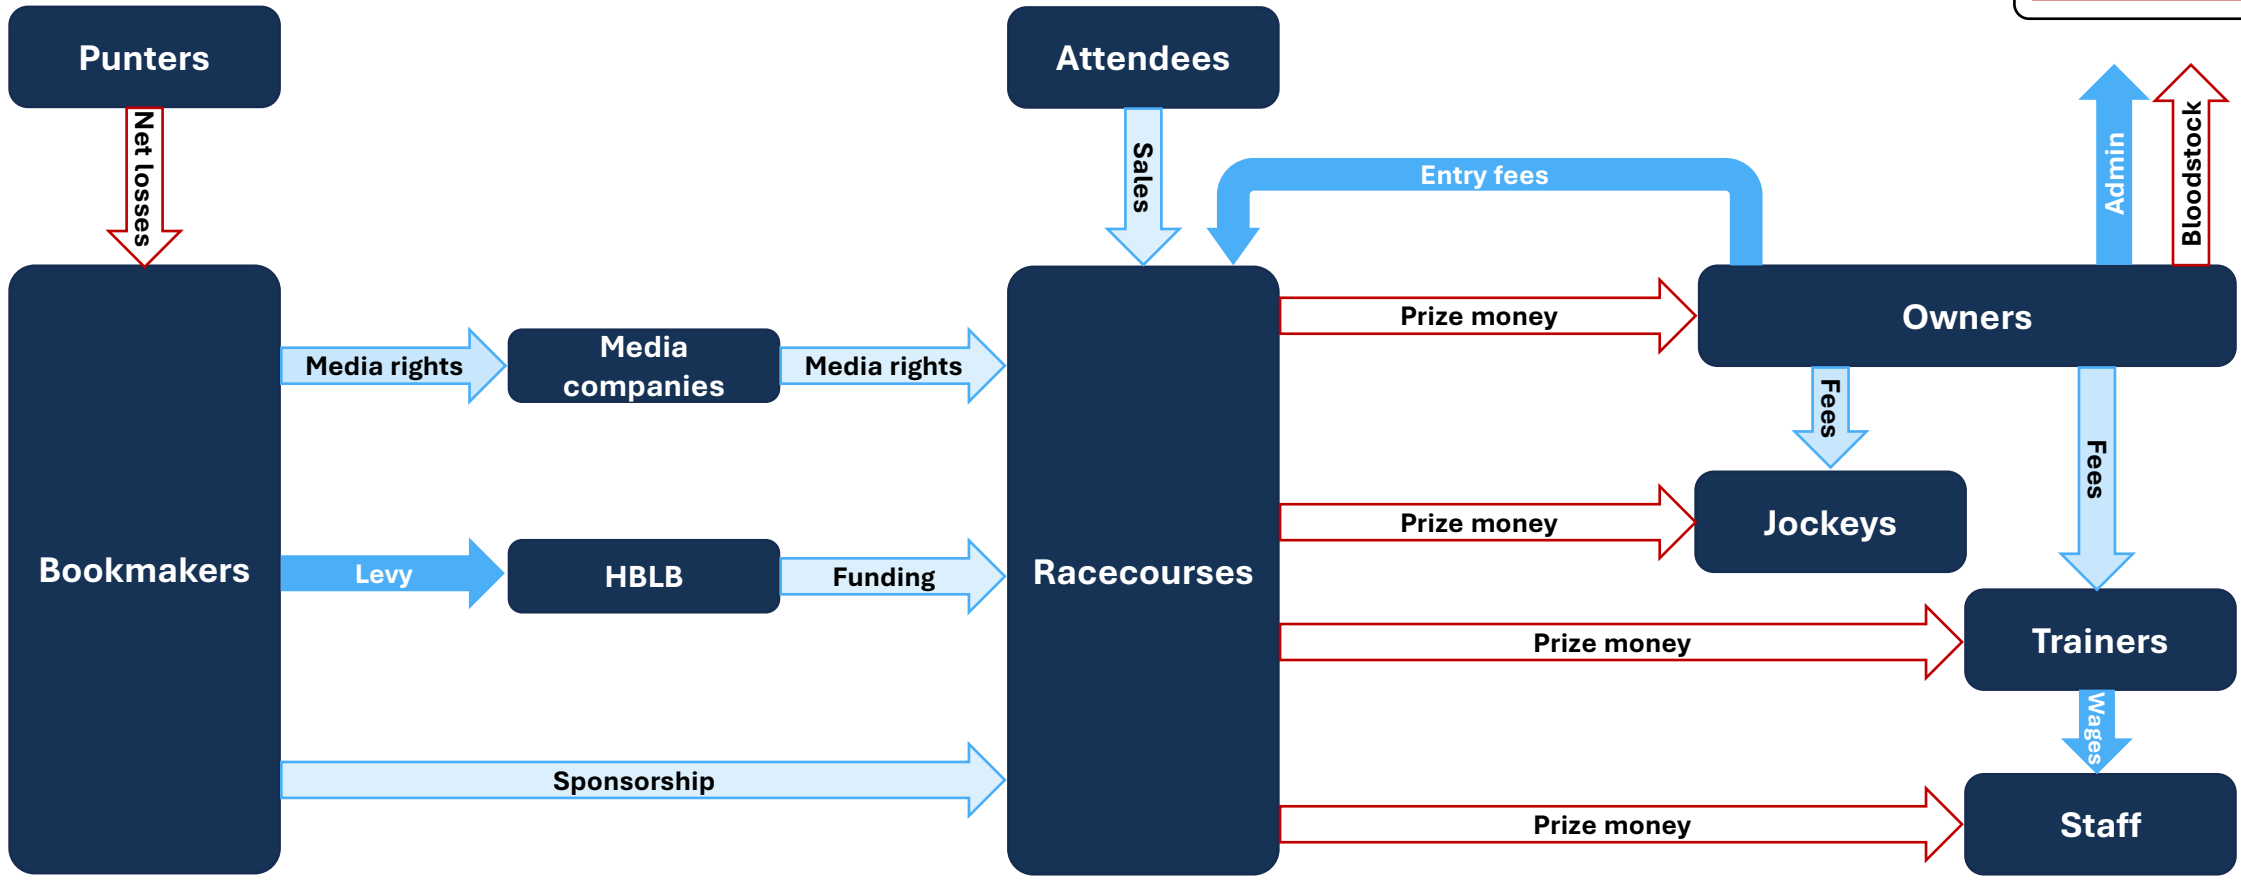 Punters
Attendees
Net losses
Sales
Entry fees
Admin
Bloodstock
Bookmakers
Media rights
Media
companies
Media rights
Levy
HBLB
Funding
Sponsorship
Racecourses
Prize money
Owners
Fees
Fees
Prize money
Jockeys
Prize money
Trainers
Wages
Prize money
Staff